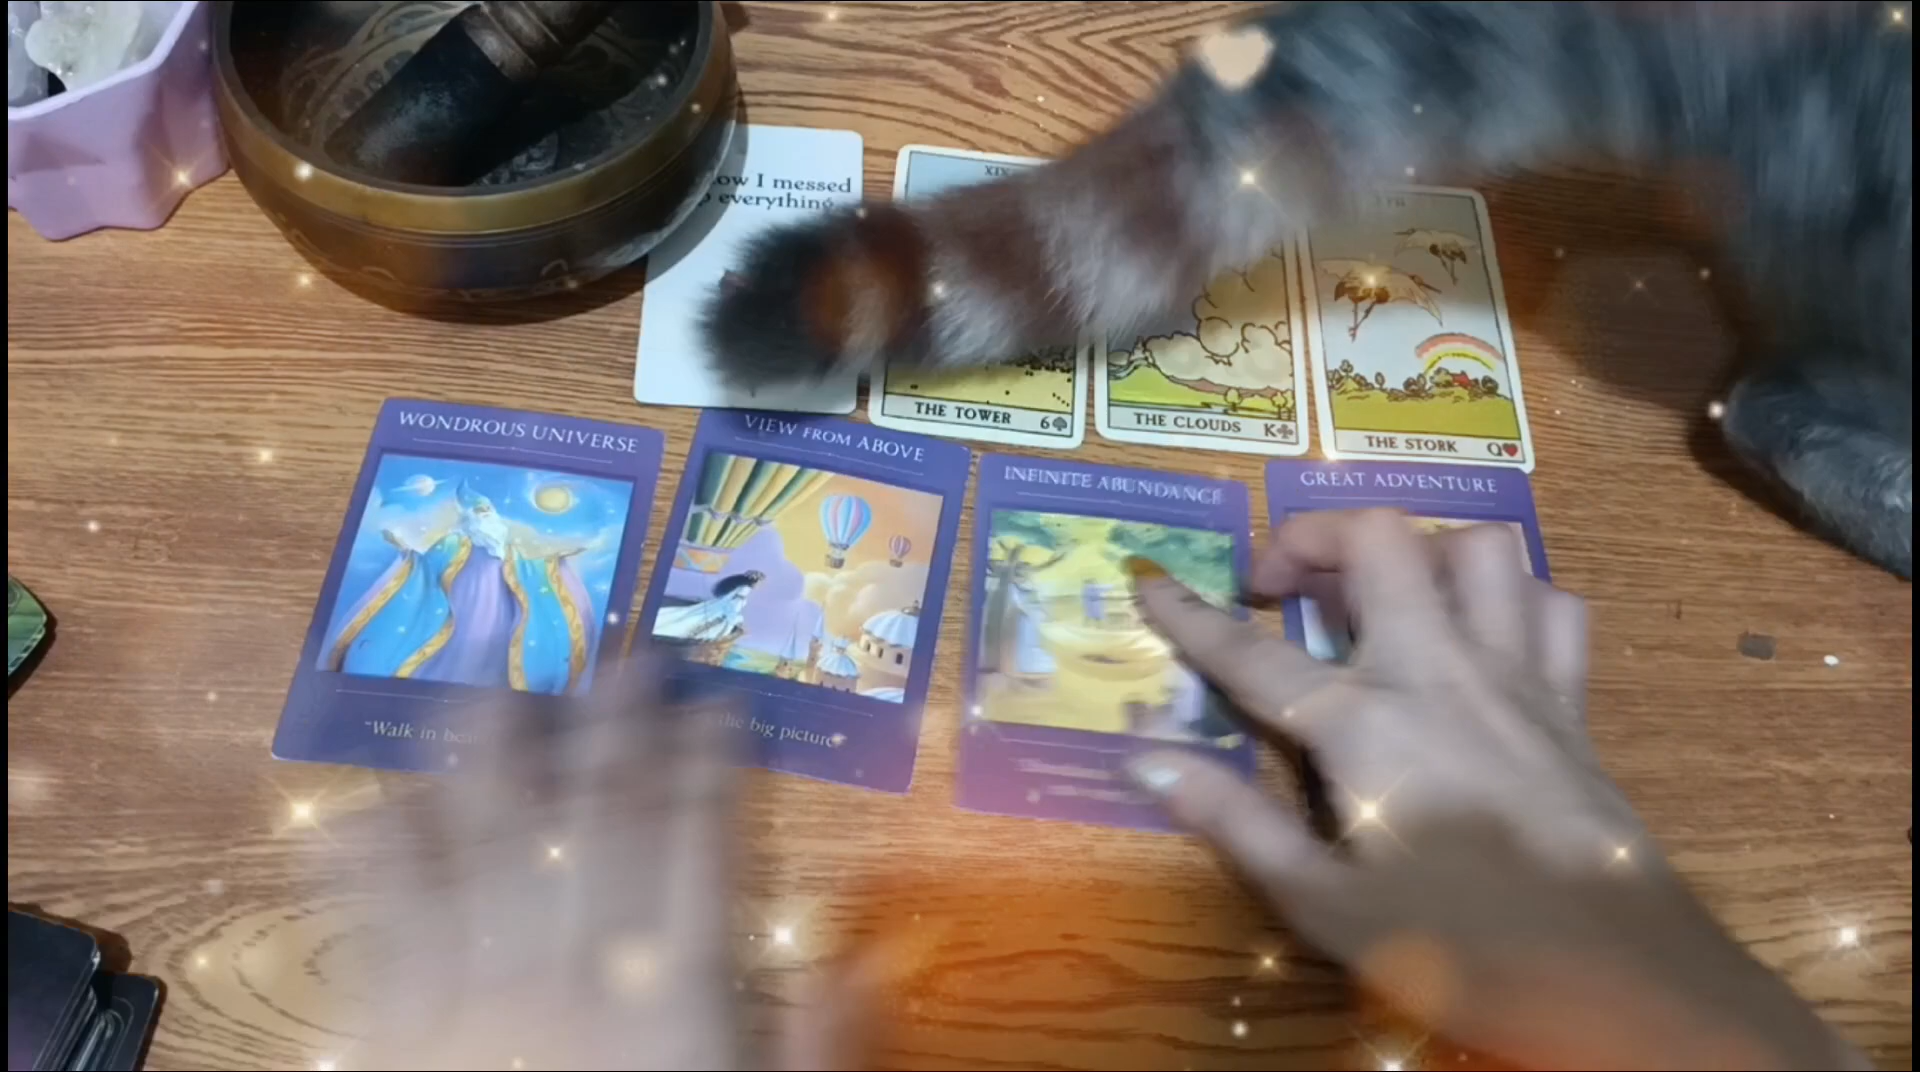 I messed
everything
XIX
THE TOWER 6♠
THE CLOUDS K♣
THE STORK Q♥
WONDROUS UNIVERSE
"Walk in
VIEW FROM ABOVE
the big picture"
INFINITE ABUNDANCE
GREAT ADVENTURE